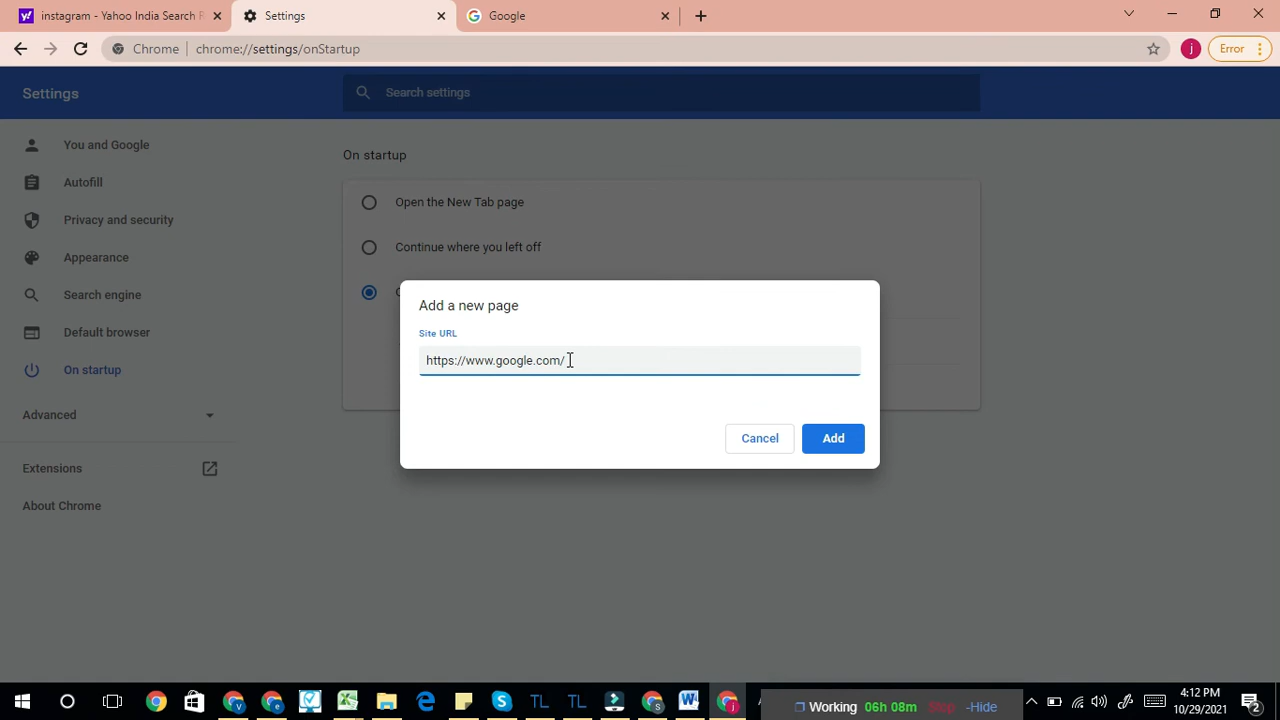 instagram - Yahoo India Search R
Settings
Google
Chrome
chrome://settings/onStartup
j
Error
Settings
Search settings
You and Google
Autofill
Privacy and security
Appearance
Search engine
Default browser
On startup
Advanced
Extensions
About Chrome
On startup
Open the New Tab page
Continue where you left off
Add a new page
Site URL
https://www.google.com/
Cancel
Add
Working 06h 08m Stop -Hide
4:12 PM
10/29/2021
2